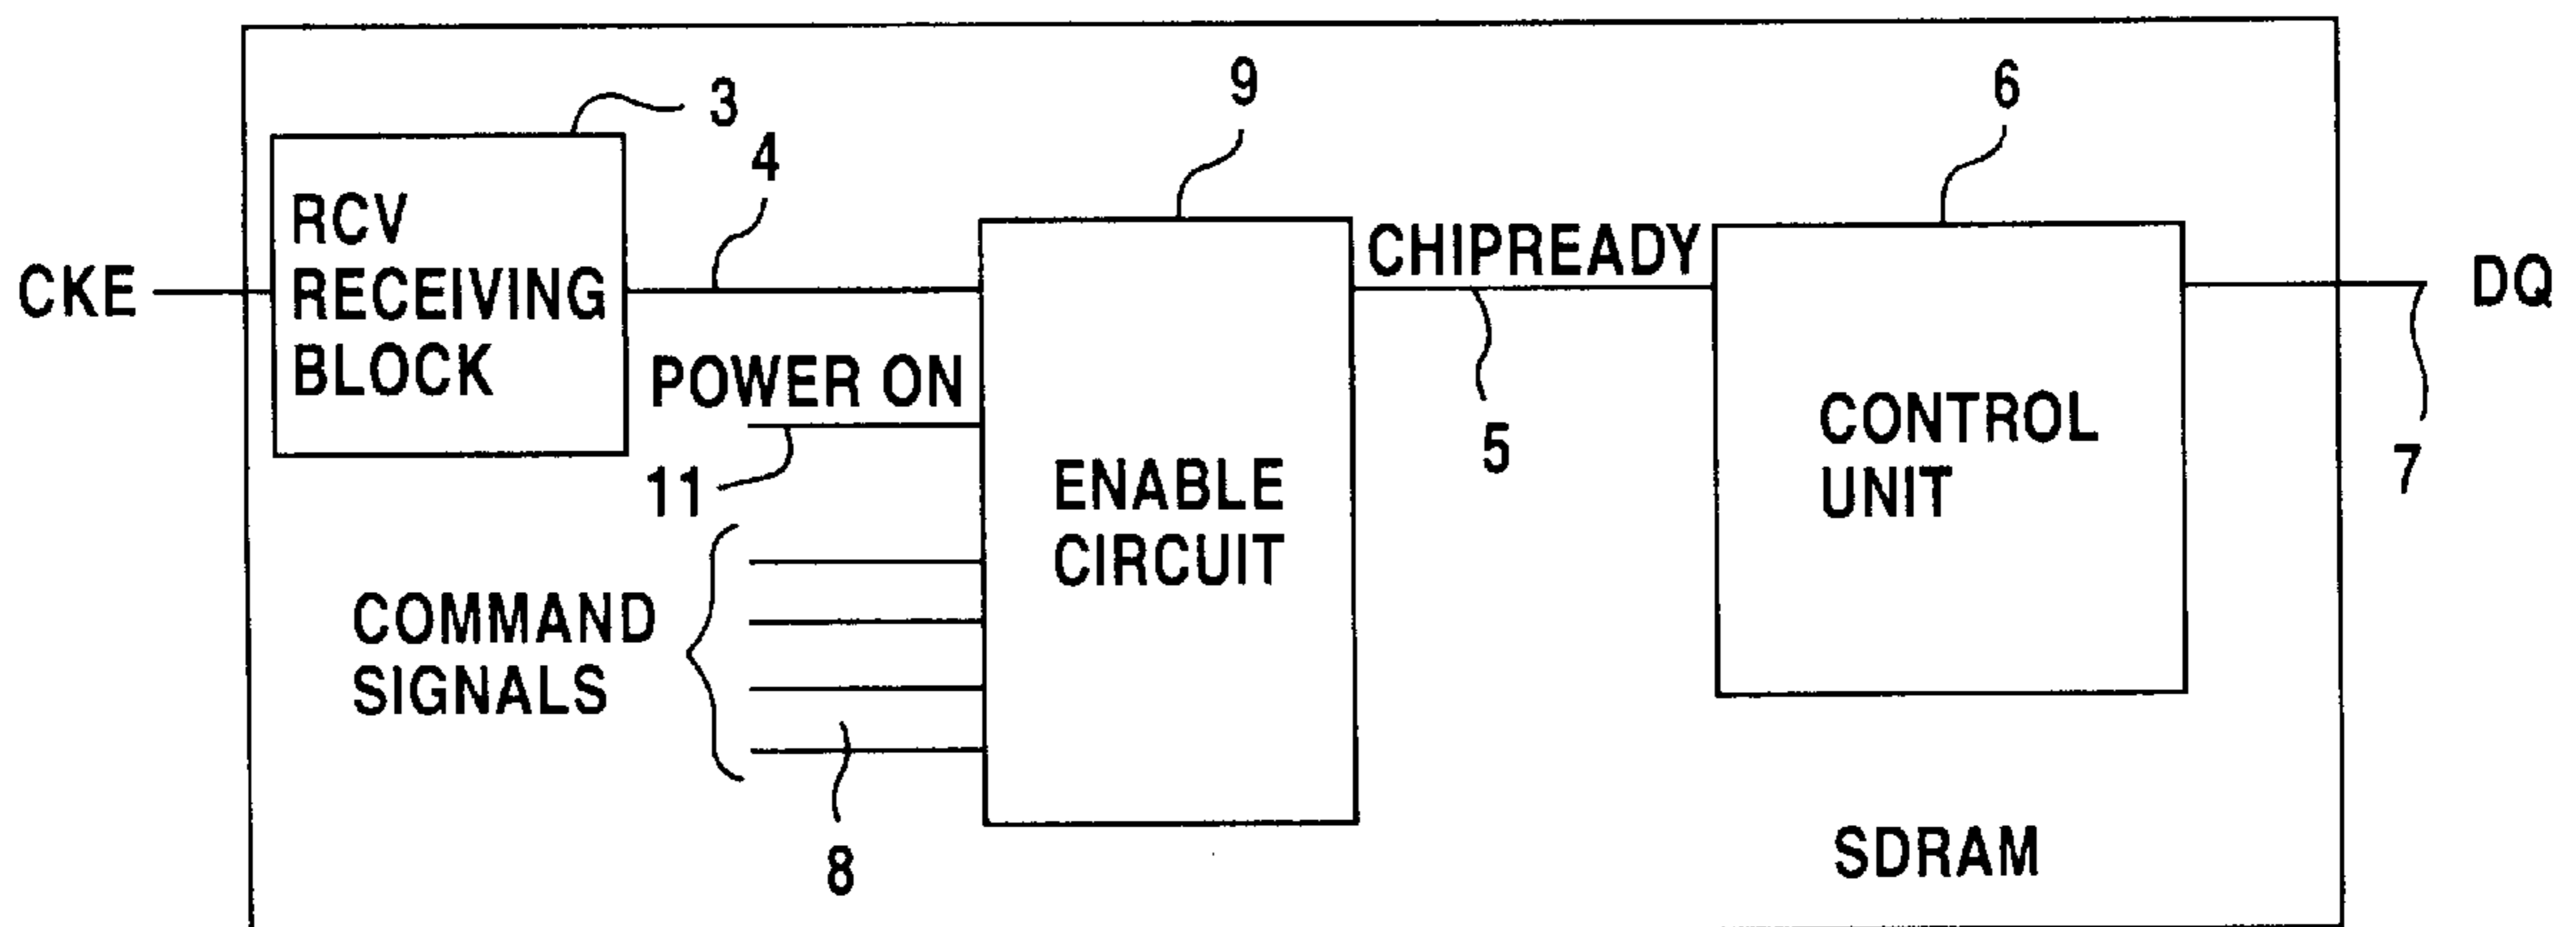 9
6
3
4
RCV
RECEIVING
BLOCK
CKE
CHIPREADY
DQ
POWER ON
11
5
7
ENABLE
CIRCUIT
CONTROL
UNIT
COMMAND
SIGNALS
8
SDRAM